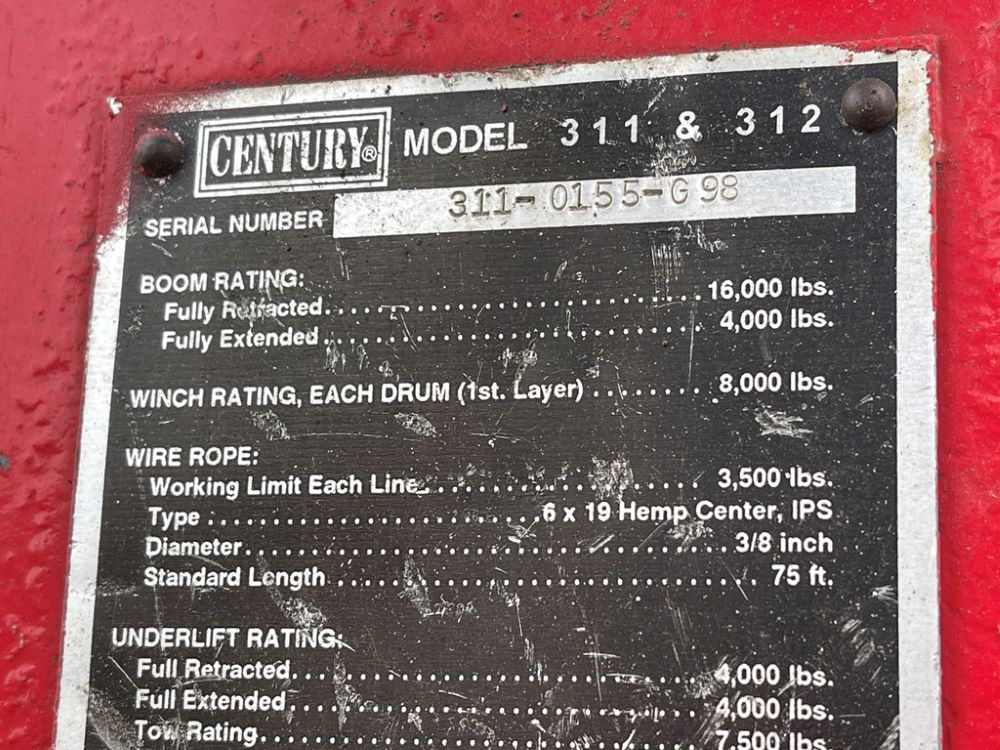 CENTURY® MODEL 311 & 312
SERIAL NUMBER 311-0155-G98
BOOM RATING:
Fully Retracted........................................16,000 lbs.
Fully Extended........................................4,000 lbs.
WINCH RATING, EACH DRUM (1st. Layer) ........8,000 lbs.
WIRE ROPE:
Working Limit Each Line........................3,500 lbs.
Type ..............................6 x 19 Hemp Center, IPS
Diameter........................................3/8 inch
Standard Length ................................ 75 ft.
UNDERLIFT RATING:
Full Retracted..................................4,000 lbs.
Full Extended..................................4,000 lbs.
Tow Rating......................................7,500 lbs.